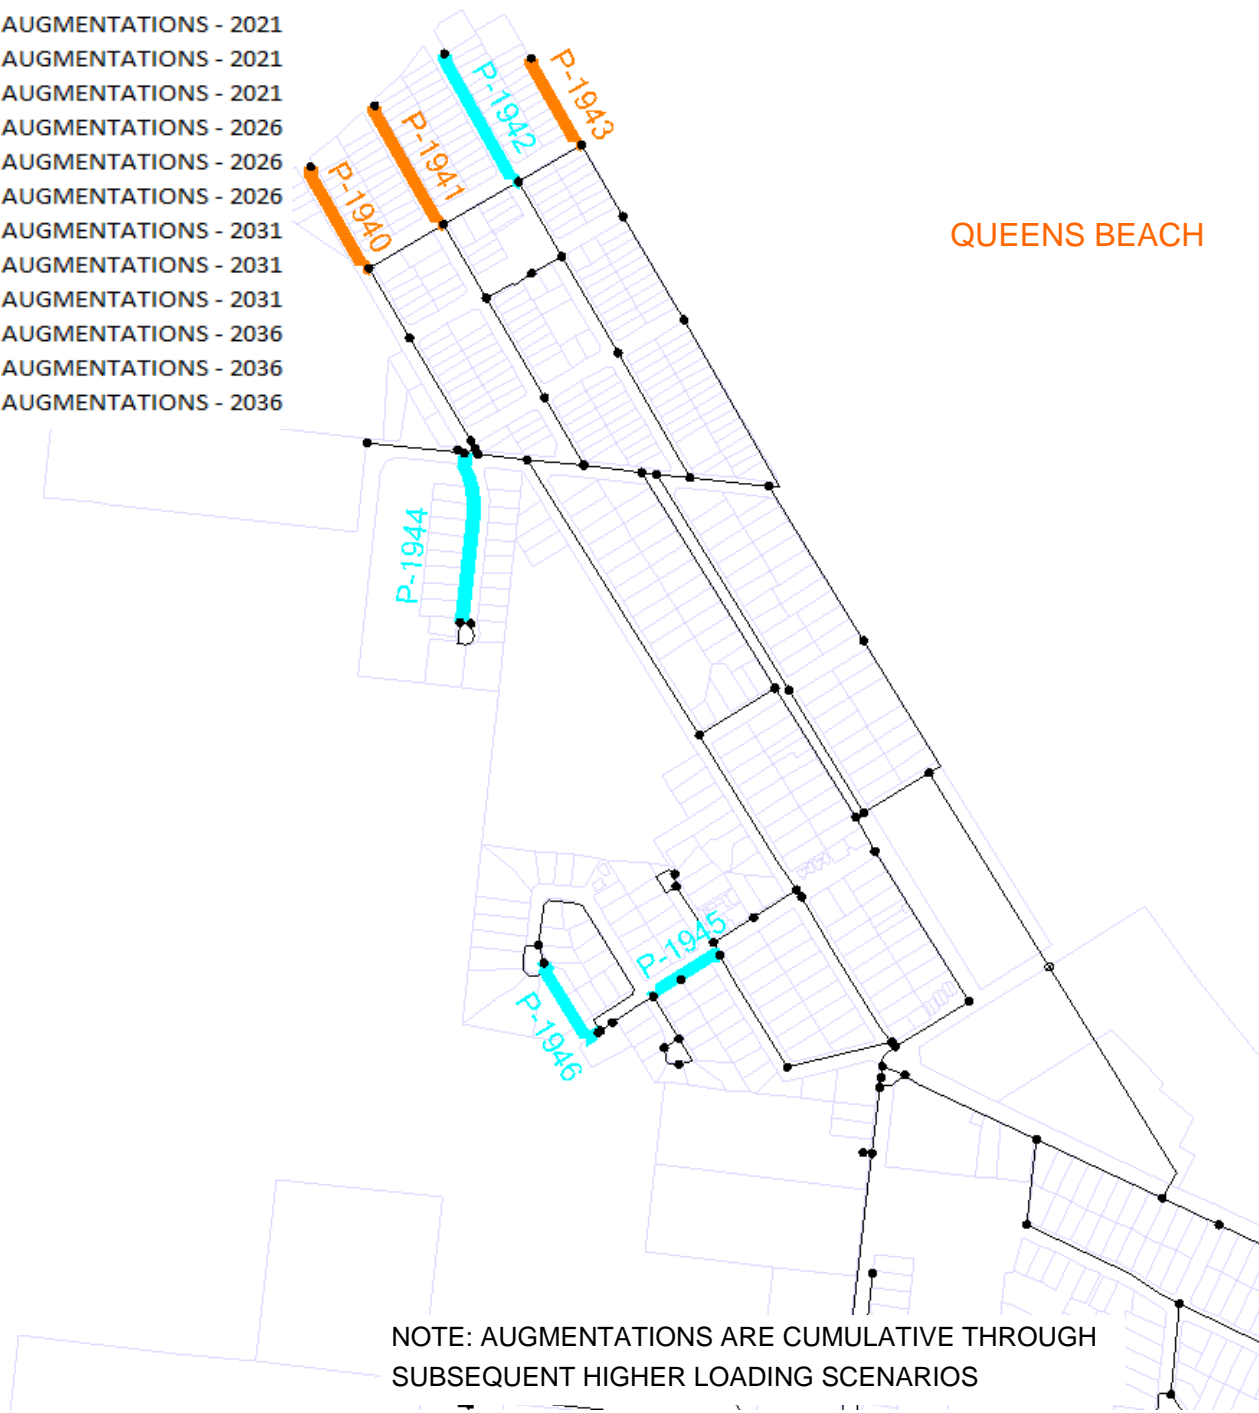 AUGMENTATIONS - 2021
AUGMENTATIONS - 2021
AUGMENTATIONS - 2021
AUGMENTATIONS - 2026
AUGMENTATIONS - 2026
AUGMENTATIONS - 2026
AUGMENTATIONS - 2031
AUGMENTATIONS - 2031
AUGMENTATIONS - 2031
AUGMENTATIONS - 2036
AUGMENTATIONS - 2036
AUGMENTATIONS - 2036
P-1943
P-1942
P-1941
P-1940
QUEENS BEACH
P-1944
P-1945
P-1946
NOTE: AUGMENTATIONS ARE CUMULATIVE THROUGH
SUBSEQUENT HIGHER LOADING SCENARIOS